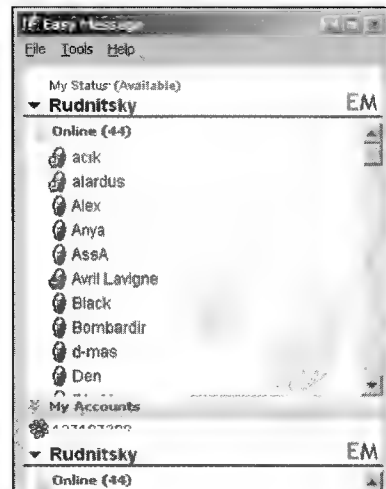 Easy Message
File Tools Help
My Status (Available)
Rudnitsky EM
Online (44)
acik
alardus
Alex
Anya
AssA
Avril Lavigne
Black
Bombardir
d-mas
Den
My Accounts
Rudnitsky EM
Online (44)